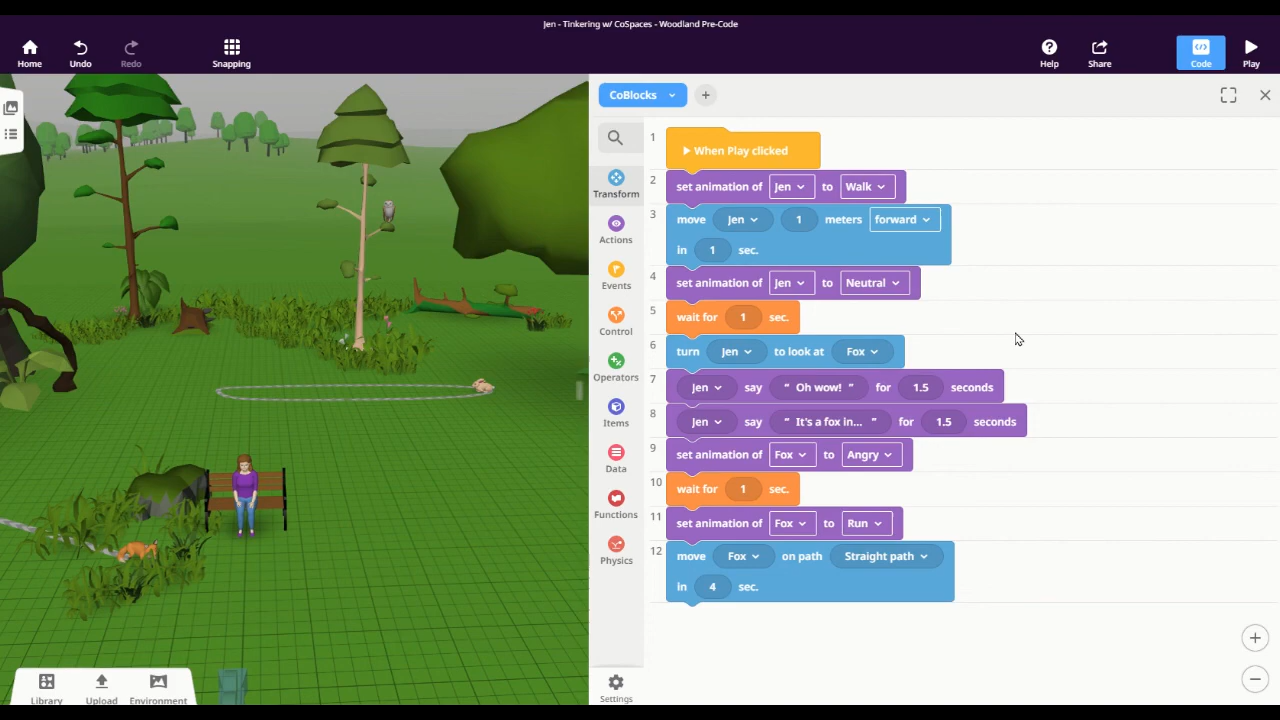 Jen - Tinkering w/ CoSpaces - Woodland Pre-Code
Home Undo Redo Snapping Help Share Code Play
CoBlocks +
Transform
Actions
Events
Control
Operators
Items
Data
Functions
Physics
Settings
1 When Play clicked
2 set animation of Jen to Walk
3 move Jen 1 meters forward
in 1 sec.
4 set animation of Jen to Neutral
5 wait for 1 sec.
6 turn Jen to look at Fox
7 Jen say “ Oh wow! ” for 1.5 seconds
8 Jen say “ It's a fox in... ” for 1.5 seconds
9 set animation of Fox to Angry
10 wait for 1 sec.
11 set animation of Fox to Run
12 move Fox on path Straight path
in 4 sec.
Library Upload Environment